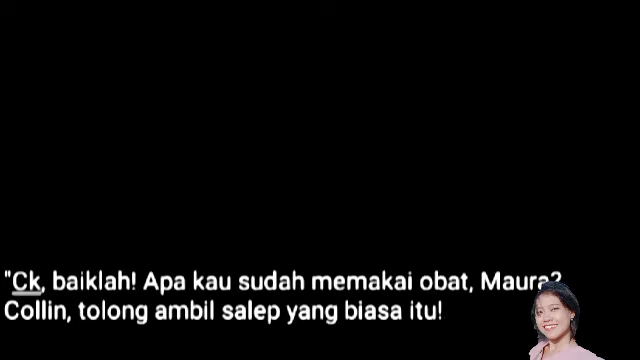 "Ck, baiklah! Apa kau sudah memakai obat, Maura?
Collin, tolong ambil salep yang biasa itu!